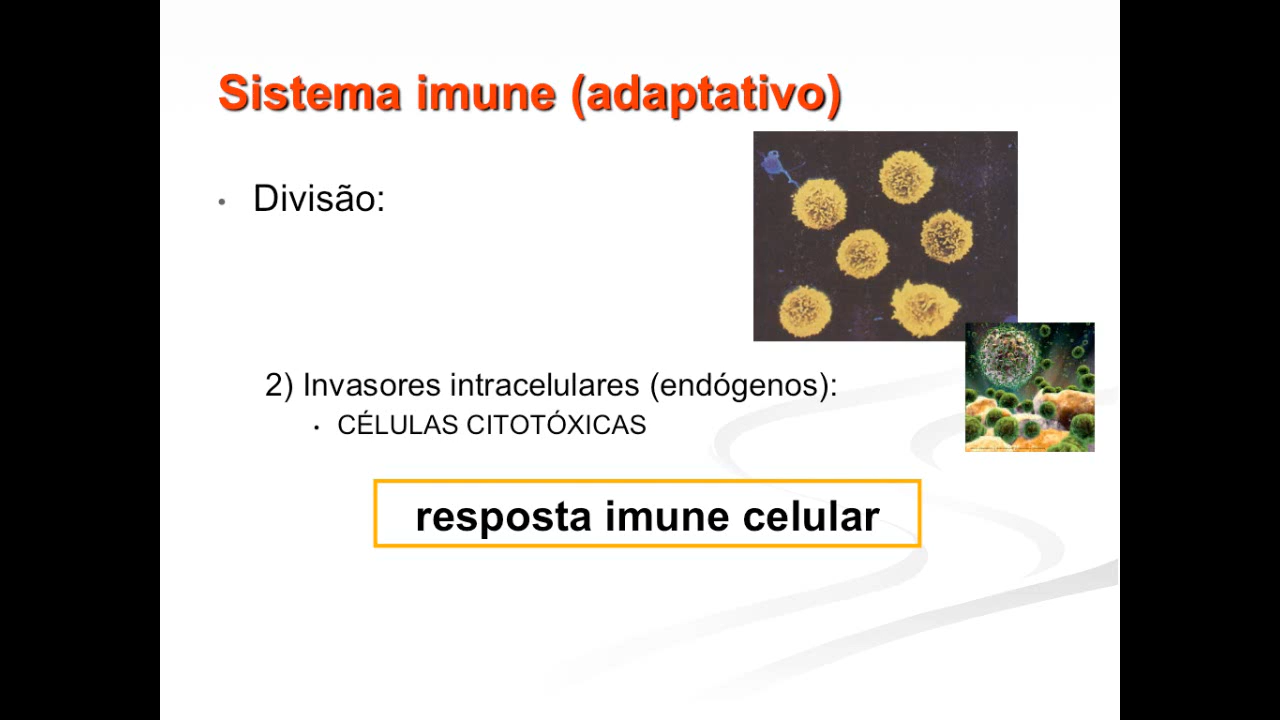 Sistema imune (adaptativo)
• Divisão:
2) Invasores intracelulares (endógenos):
• CÉLULAS CITOTÓXICAS
resposta imune celular